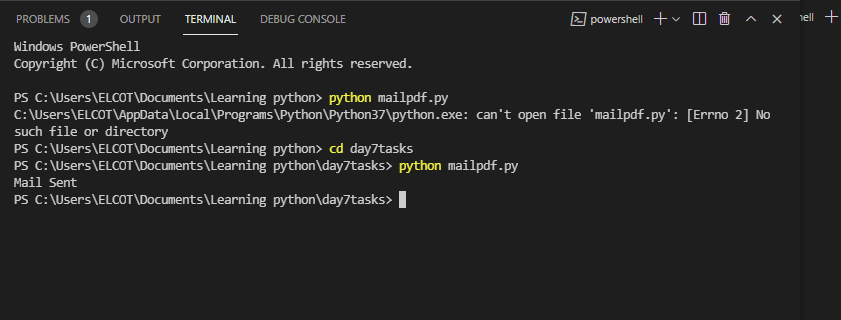 PROBLEMS 1 OUTPUT TERMINAL DEBUG CONSOLE powershell ell
Windows PowerShell
Copyright (C) Microsoft Corporation. All rights reserved.
PS C:\Users\ELCOT\Documents\Learning python> python mailpdf.py
C:\Users\ELCOT\AppData\Local\Programs\Python\Python37\python.exe: can't open file 'mailpdf.py': [Errno 2] No
such file or directory
PS C:\Users\ELCOT\Documents\Learning python> cd day7tasks
PS C:\Users\ELCOT\Documents\Learning python\day7tasks> python mailpdf.py
Mail Sent
PS C:\Users\ELCOT\Documents\Learning python\day7tasks>